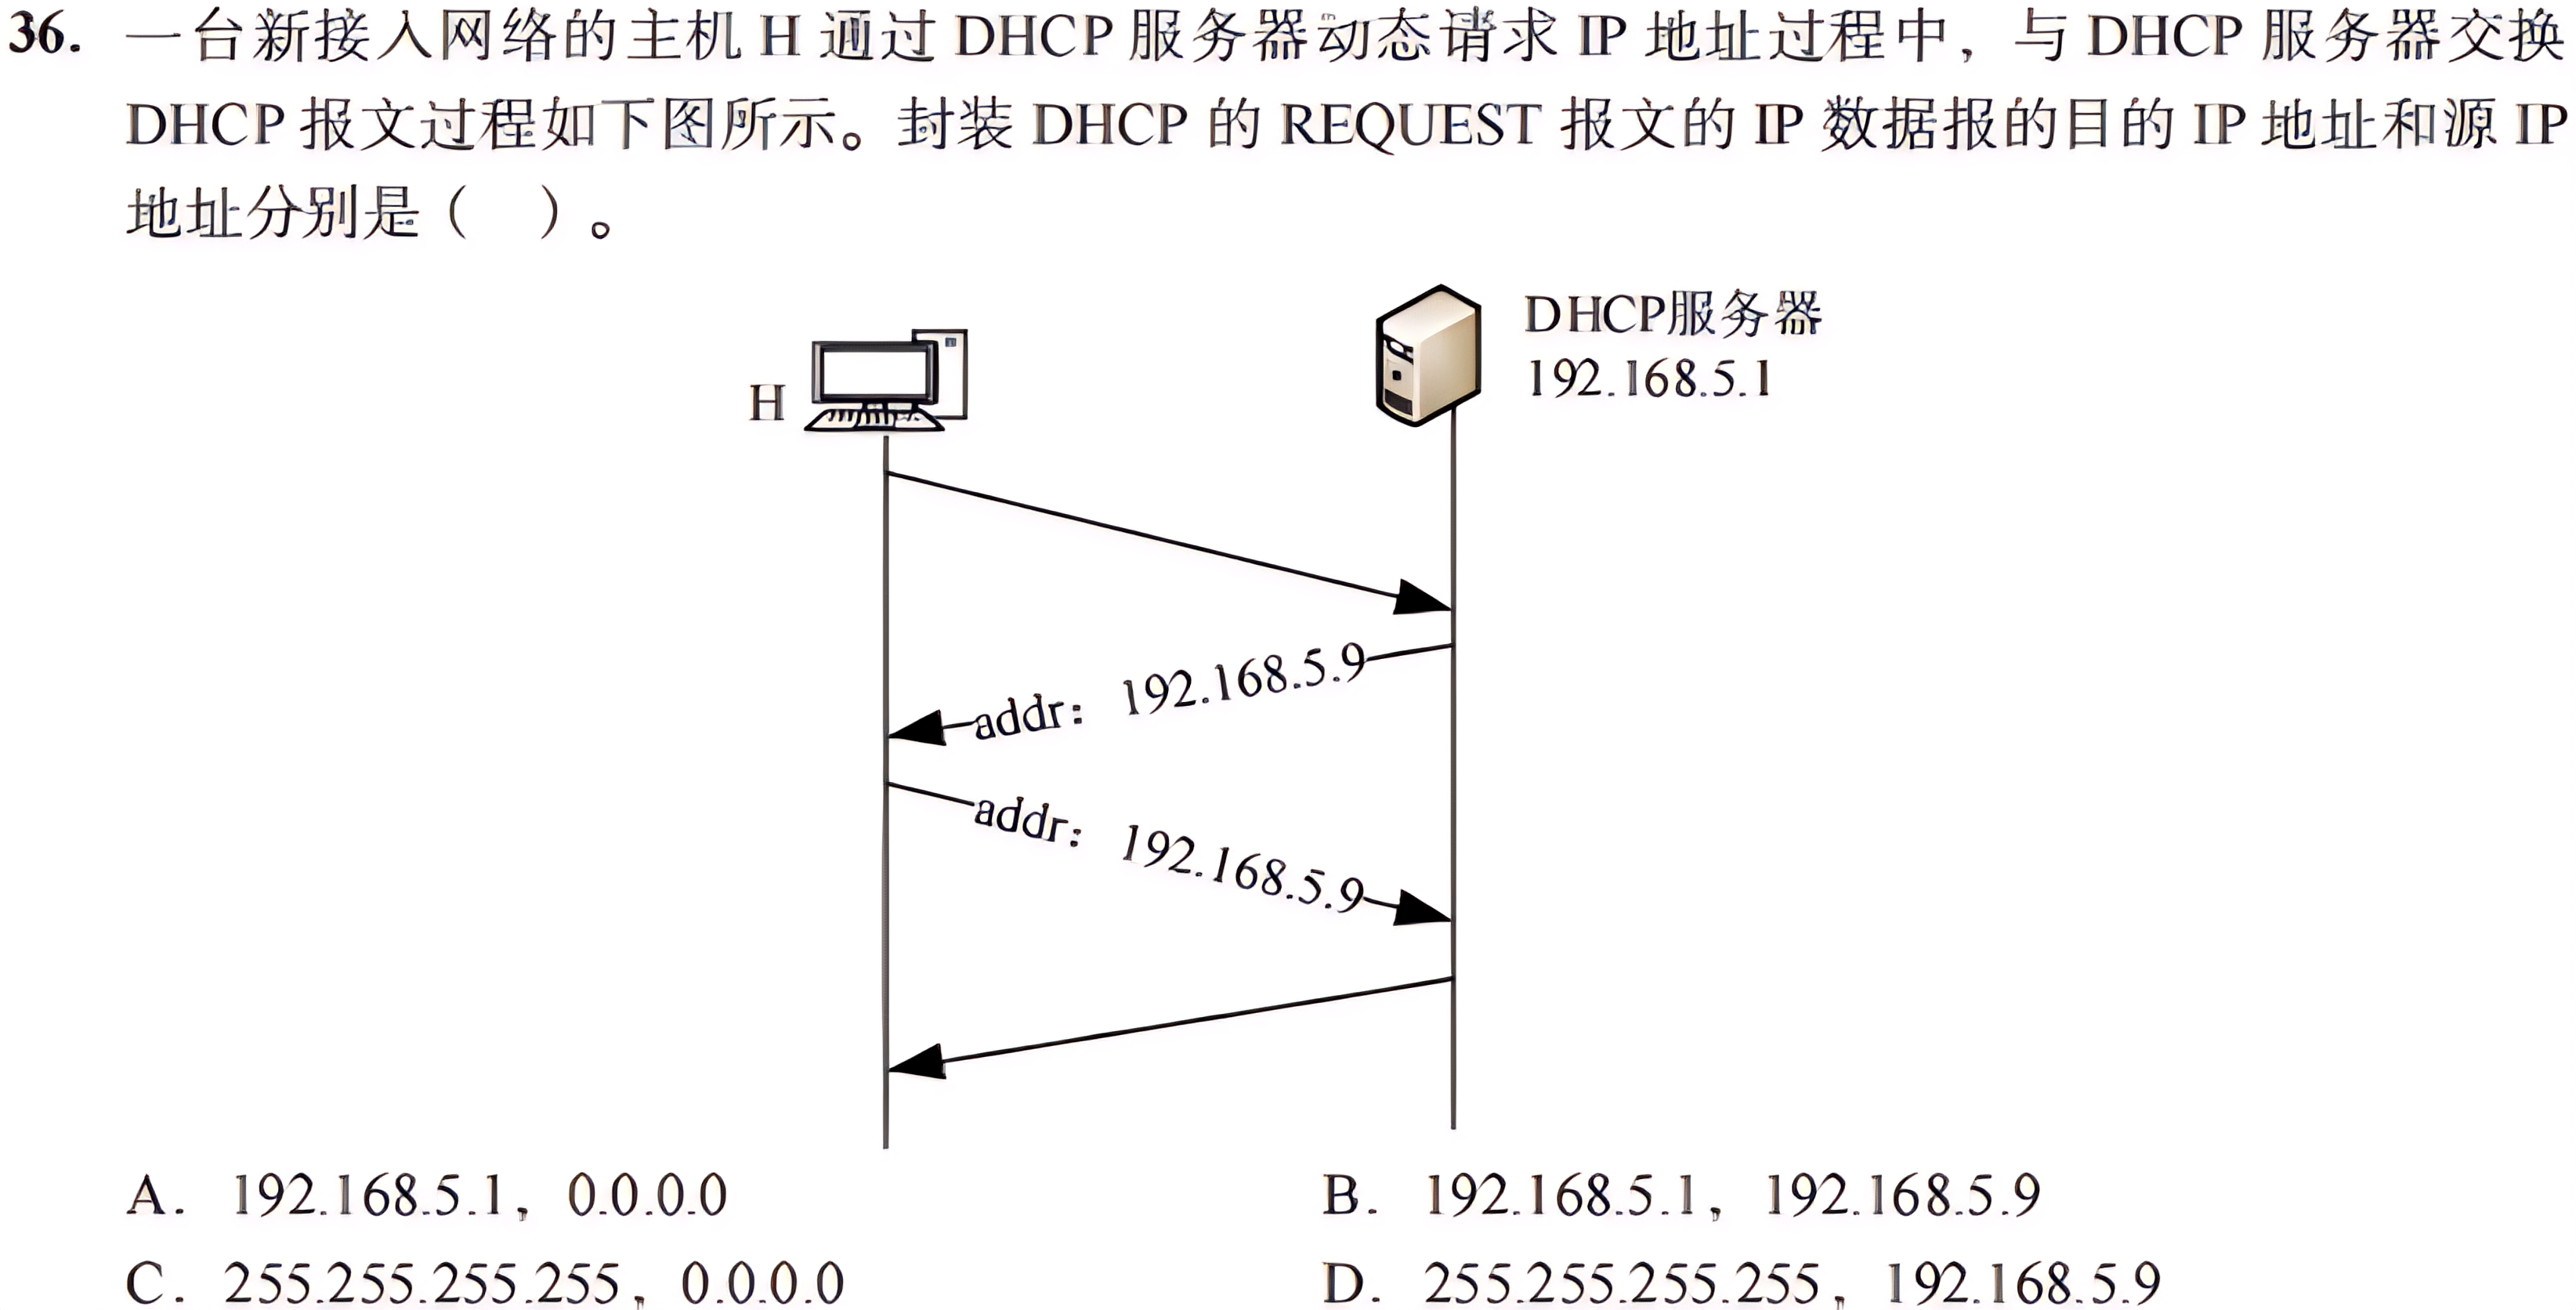 36. 一台新接入网络的主机 H 通过 DHCP 服务器动态请求 IP 地址过程中，与 DHCP 服务器交换
DHCP 报文过程如下图所示。封装 DHCP 的 REQUEST 报文的 IP 数据报的目的 IP 地址和源 IP
地址分别是（ ）。
DHCP服务器
192.168.5.1
H
addr: 192.168.5.9
addr: 192.168.5.9
A. 192.168.5.1，0.0.0.0
B. 192.168.5.1，192.168.5.9
C. 255.255.255.255，0.0.0.0
D. 255.255.255.255，192.168.5.9